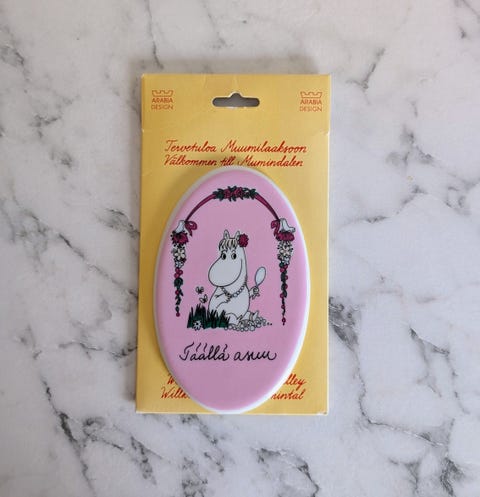 ARABIA
DESIGN
ARABIA
DESIGN
Tervetuloa Muumilaaksoon
Välkommen till Mumindalen
Täällä asuu